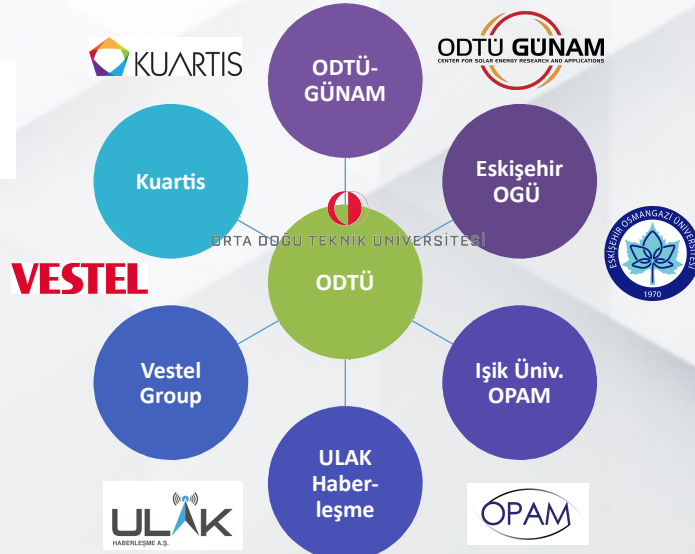 KUARTIS
ODTÜ-
GÜNAM
ODTÜ GÜNAM
CENTER FOR SOLAR ENERGY RESEARCH AND APPLICATIONS
Kuartis
Eskişehir
OGÜ
ORTA DOĞU TEKNİK ÜNİVERSİTESİ
ESKİŞEHİR OSMANGAZİ ÜNİVERSİTESİ
1970
VESTEL
ODTÜ
Vestel
Group
Işik Üniv.
OPAM
ULAK
Haber-
leşme
ULAK
HABERLEŞME A.Ş.
OPAM